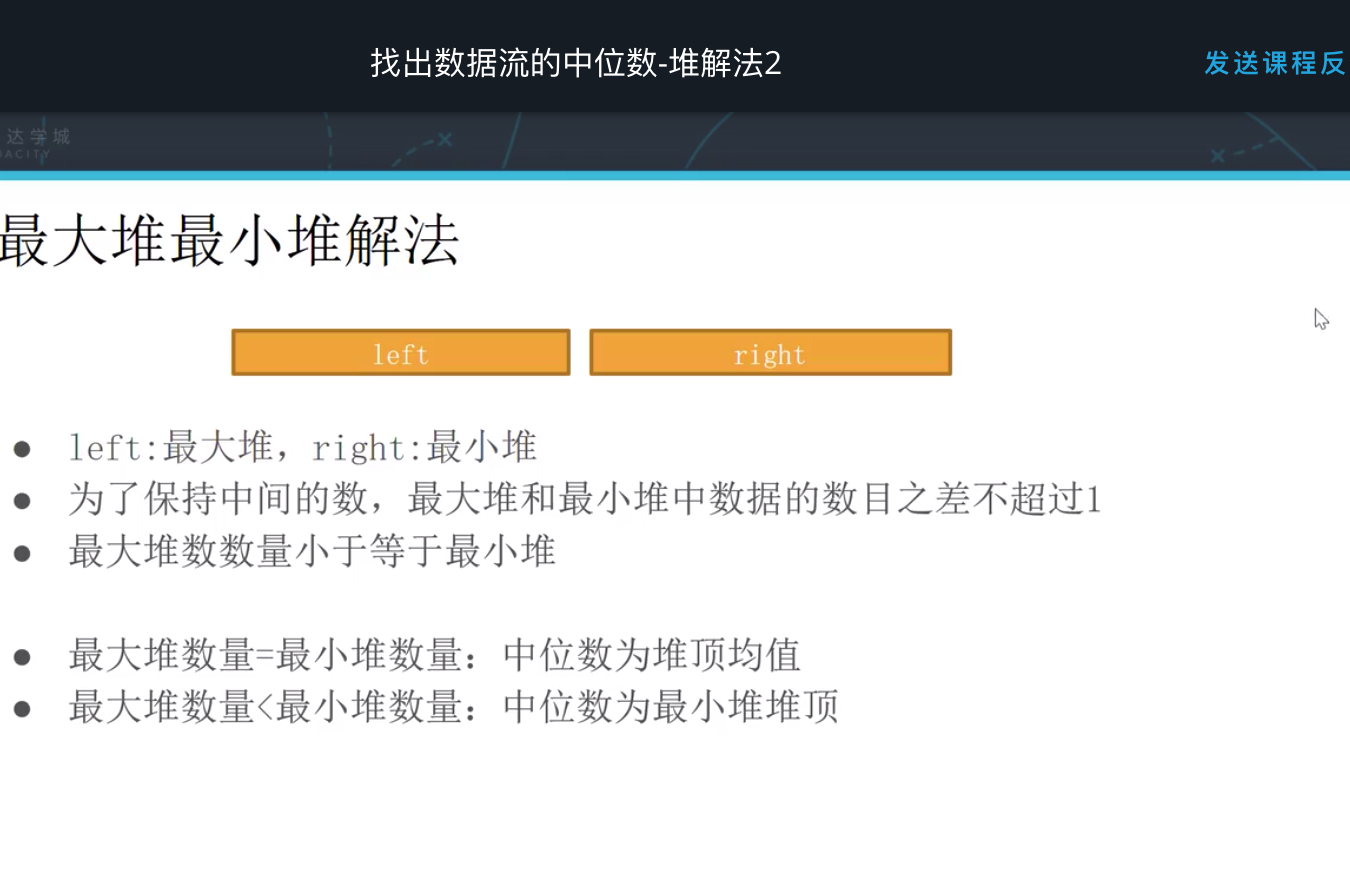 找出数据流的中位数-堆解法2
发送课程反
达学城
DACITY
最大堆最小堆解法
left
right
left:最大堆，right:最小堆
为了保持中间的数，最大堆和最小堆中数据的数目之差不超过1
最大堆数数量小于等于最小堆
最大堆数量=最小堆数量：中位数为堆顶均值
最大堆数量<最小堆数量：中位数为最小堆堆顶